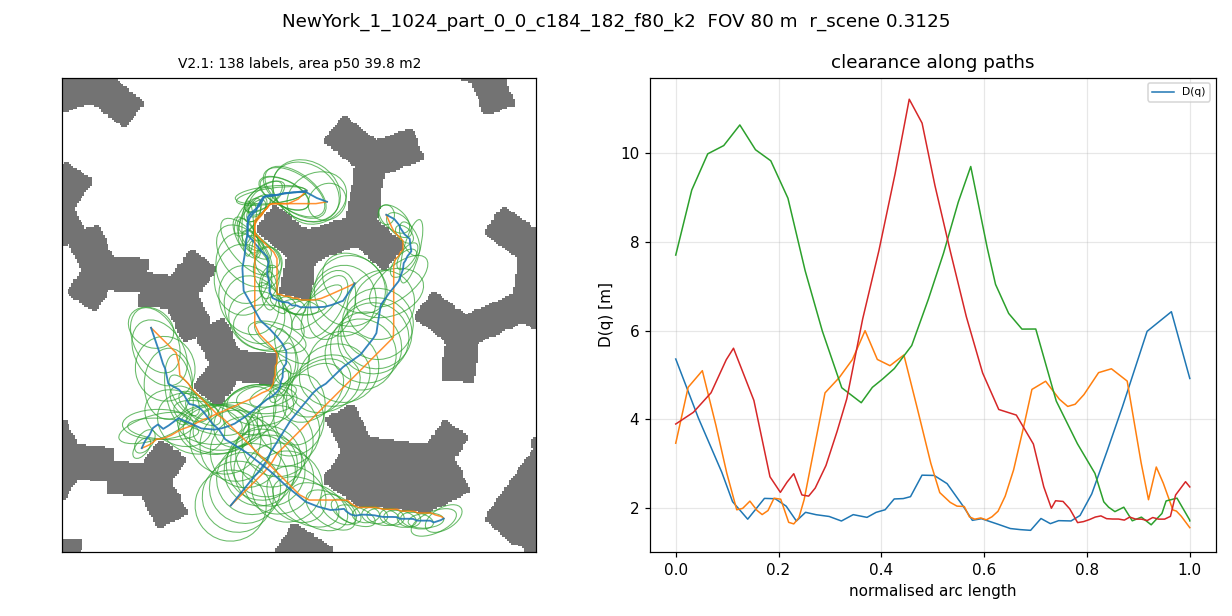 NewYork_1_1024_part_0_0_c184_182_f80_k2 FOV 80 m r_scene 0.3125
V2.1: 138 labels, area p50 39.8 m2
clearance along paths
D(q)
D(q) [m]
10
8
6
4
2
0.0 0.2 0.4 0.6 0.8 1.0
normalised arc length